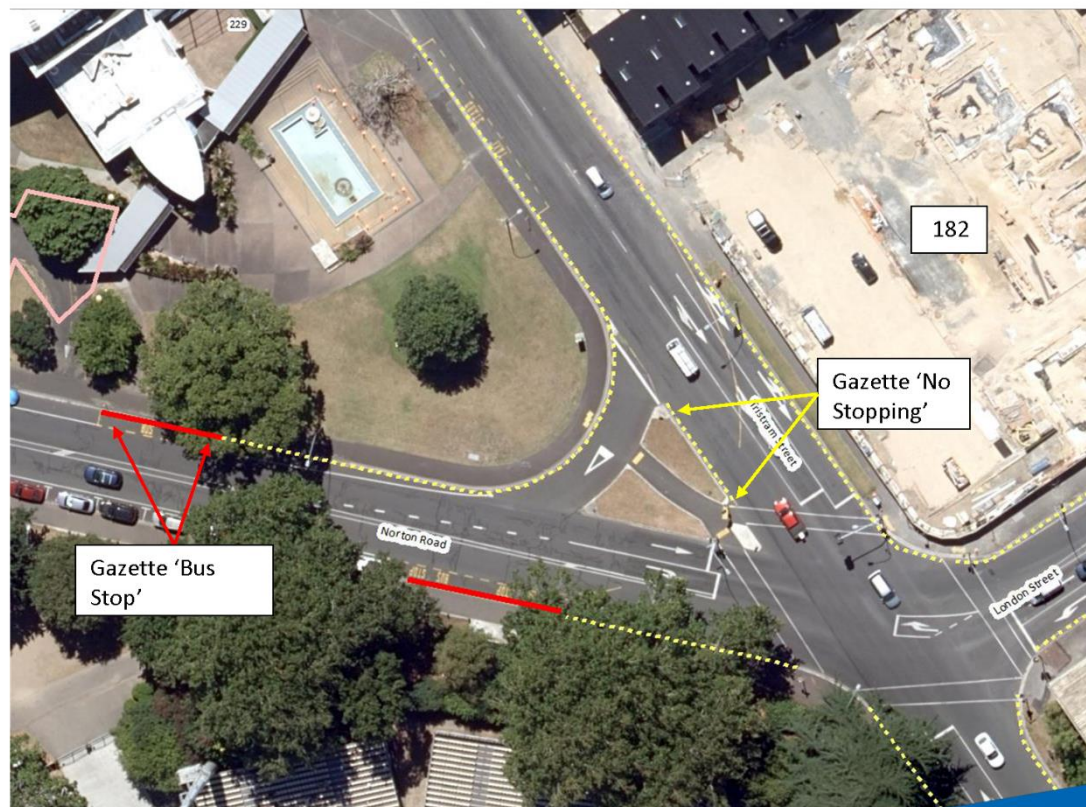 229
182
Gazette ‘No
Stopping’
Tristram Street
Norton Road
London Street
Gazette ‘Bus
Stop’